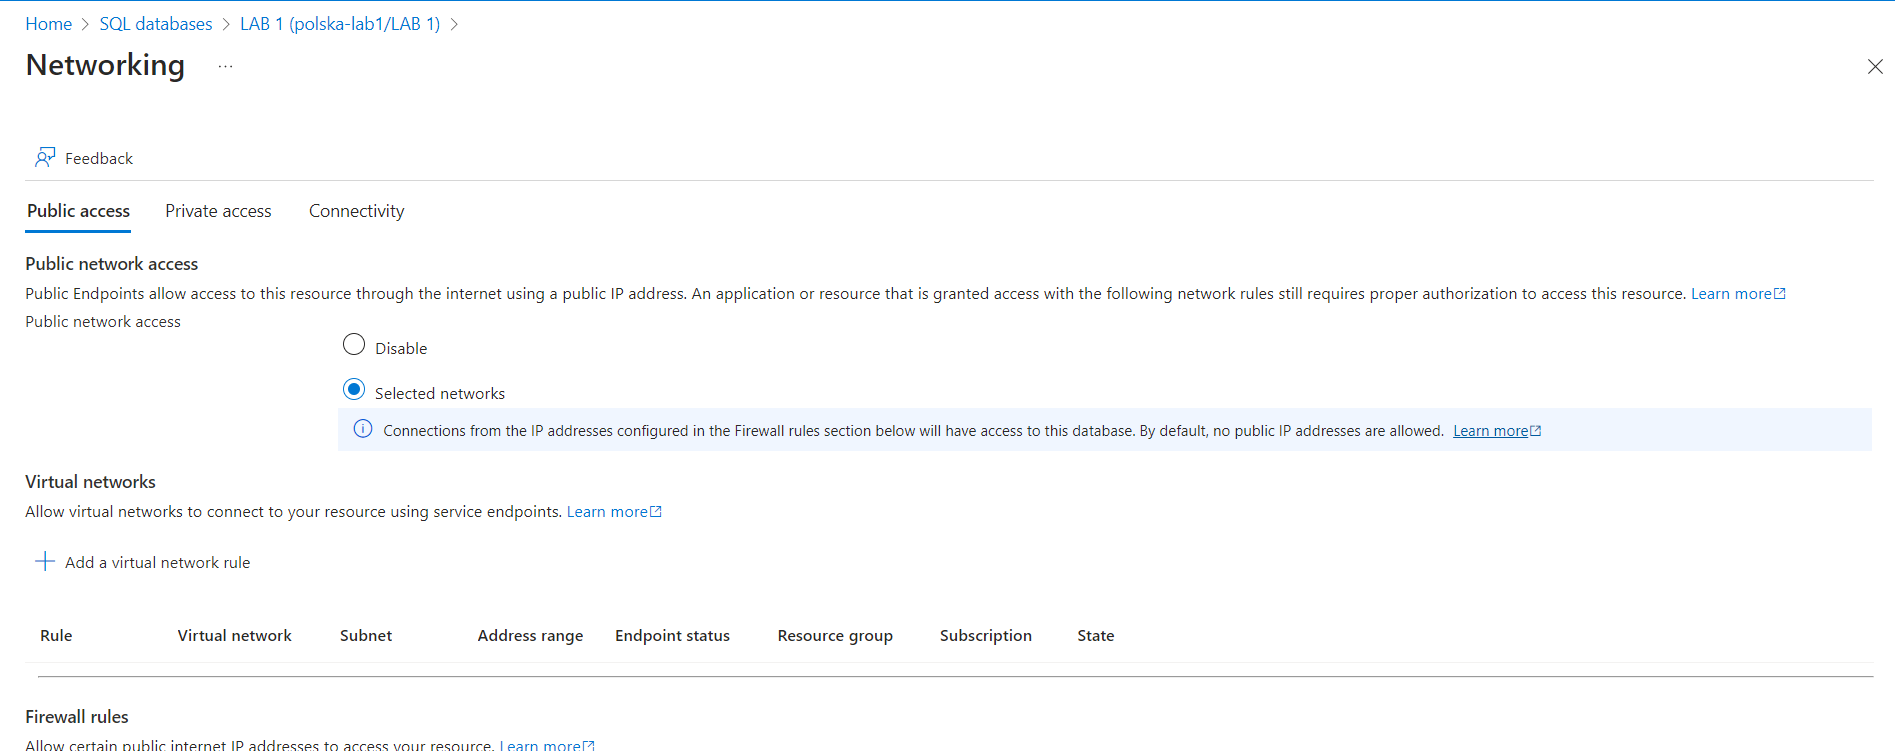 Home > SQL databases > LAB 1 (polska-lab1/LAB 1) >
Networking ...
Feedback
Public access Private access Connectivity
Public network access
Public Endpoints allow access to this resource through the internet using a public IP address. An application or resource that is granted access with the following network rules still requires proper authorization to access this resource. Learn more
Public network access
Disable
Selected networks
Connections from the IP addresses configured in the Firewall rules section below will have access to this database. By default, no public IP addresses are allowed. Learn more
Virtual networks
Allow virtual networks to connect to your resource using service endpoints. Learn more
Add a virtual network rule
Rule Virtual network Subnet Address range Endpoint status Resource group Subscription State
Firewall rules
Allow certain public internet IP addresses to access your resource. Learn more